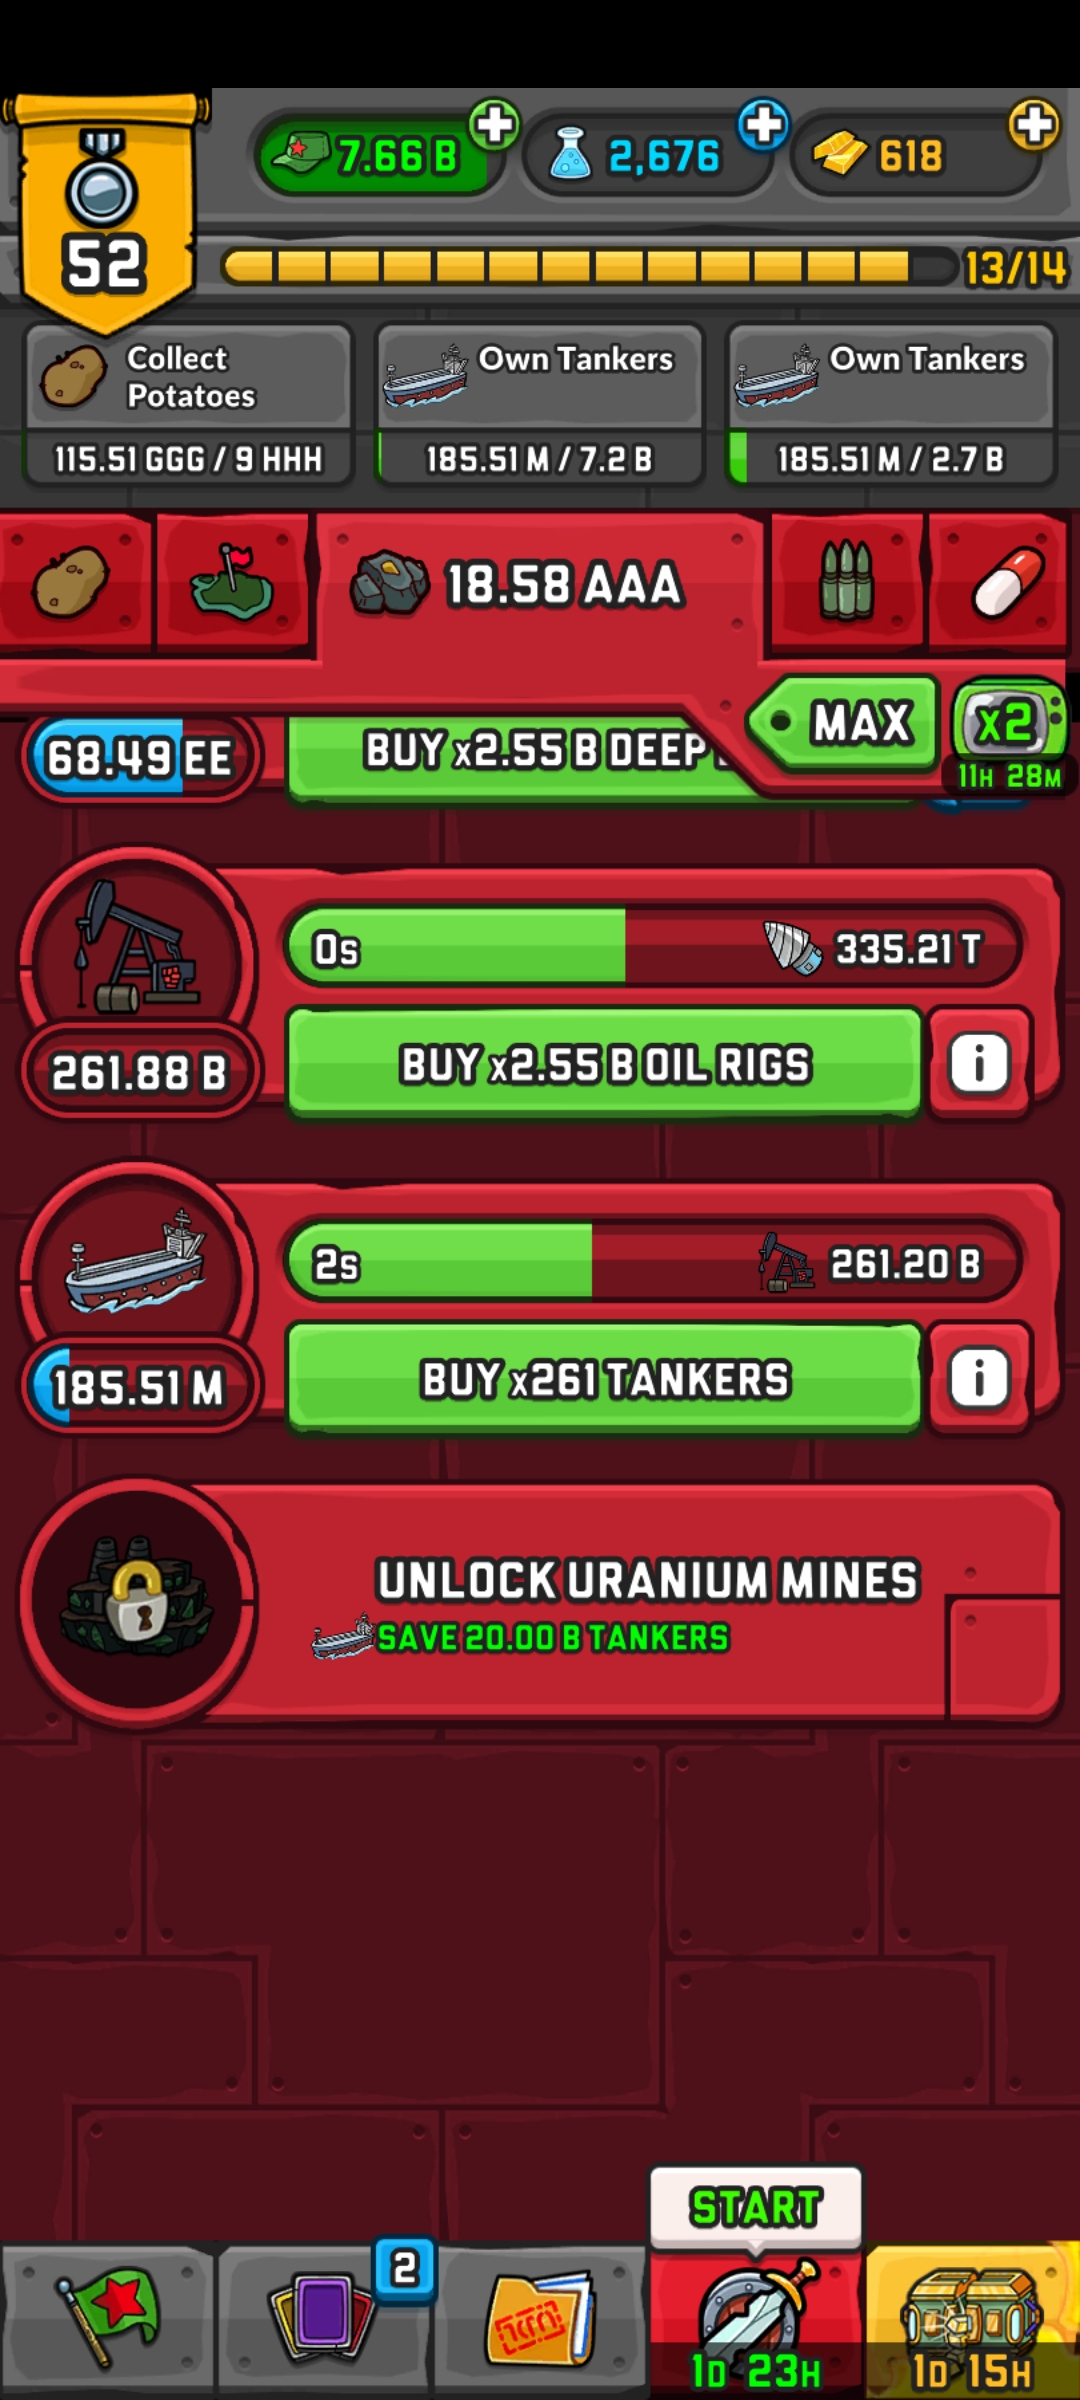 7.66 B
2,676
618
52
13/14
Collect
Potatoes
115.51 GGG / 9 HHH
Own Tankers
185.51 M / 7.2 B
Own Tankers
185.51 M / 2.7 B
18.58 AAA
MAX
x2
11H 28M
68.49 EE
BUY x2.55 B DEEP
0s
335.21 T
261.88 B
BUY x2.55 B OIL RIGS
i
2s
261.20 B
185.51 M
BUY x261 TANKERS
i
UNLOCK URANIUM MINES
SAVE 20.00 B TANKERS
START
2
1D 23H
1D 15H